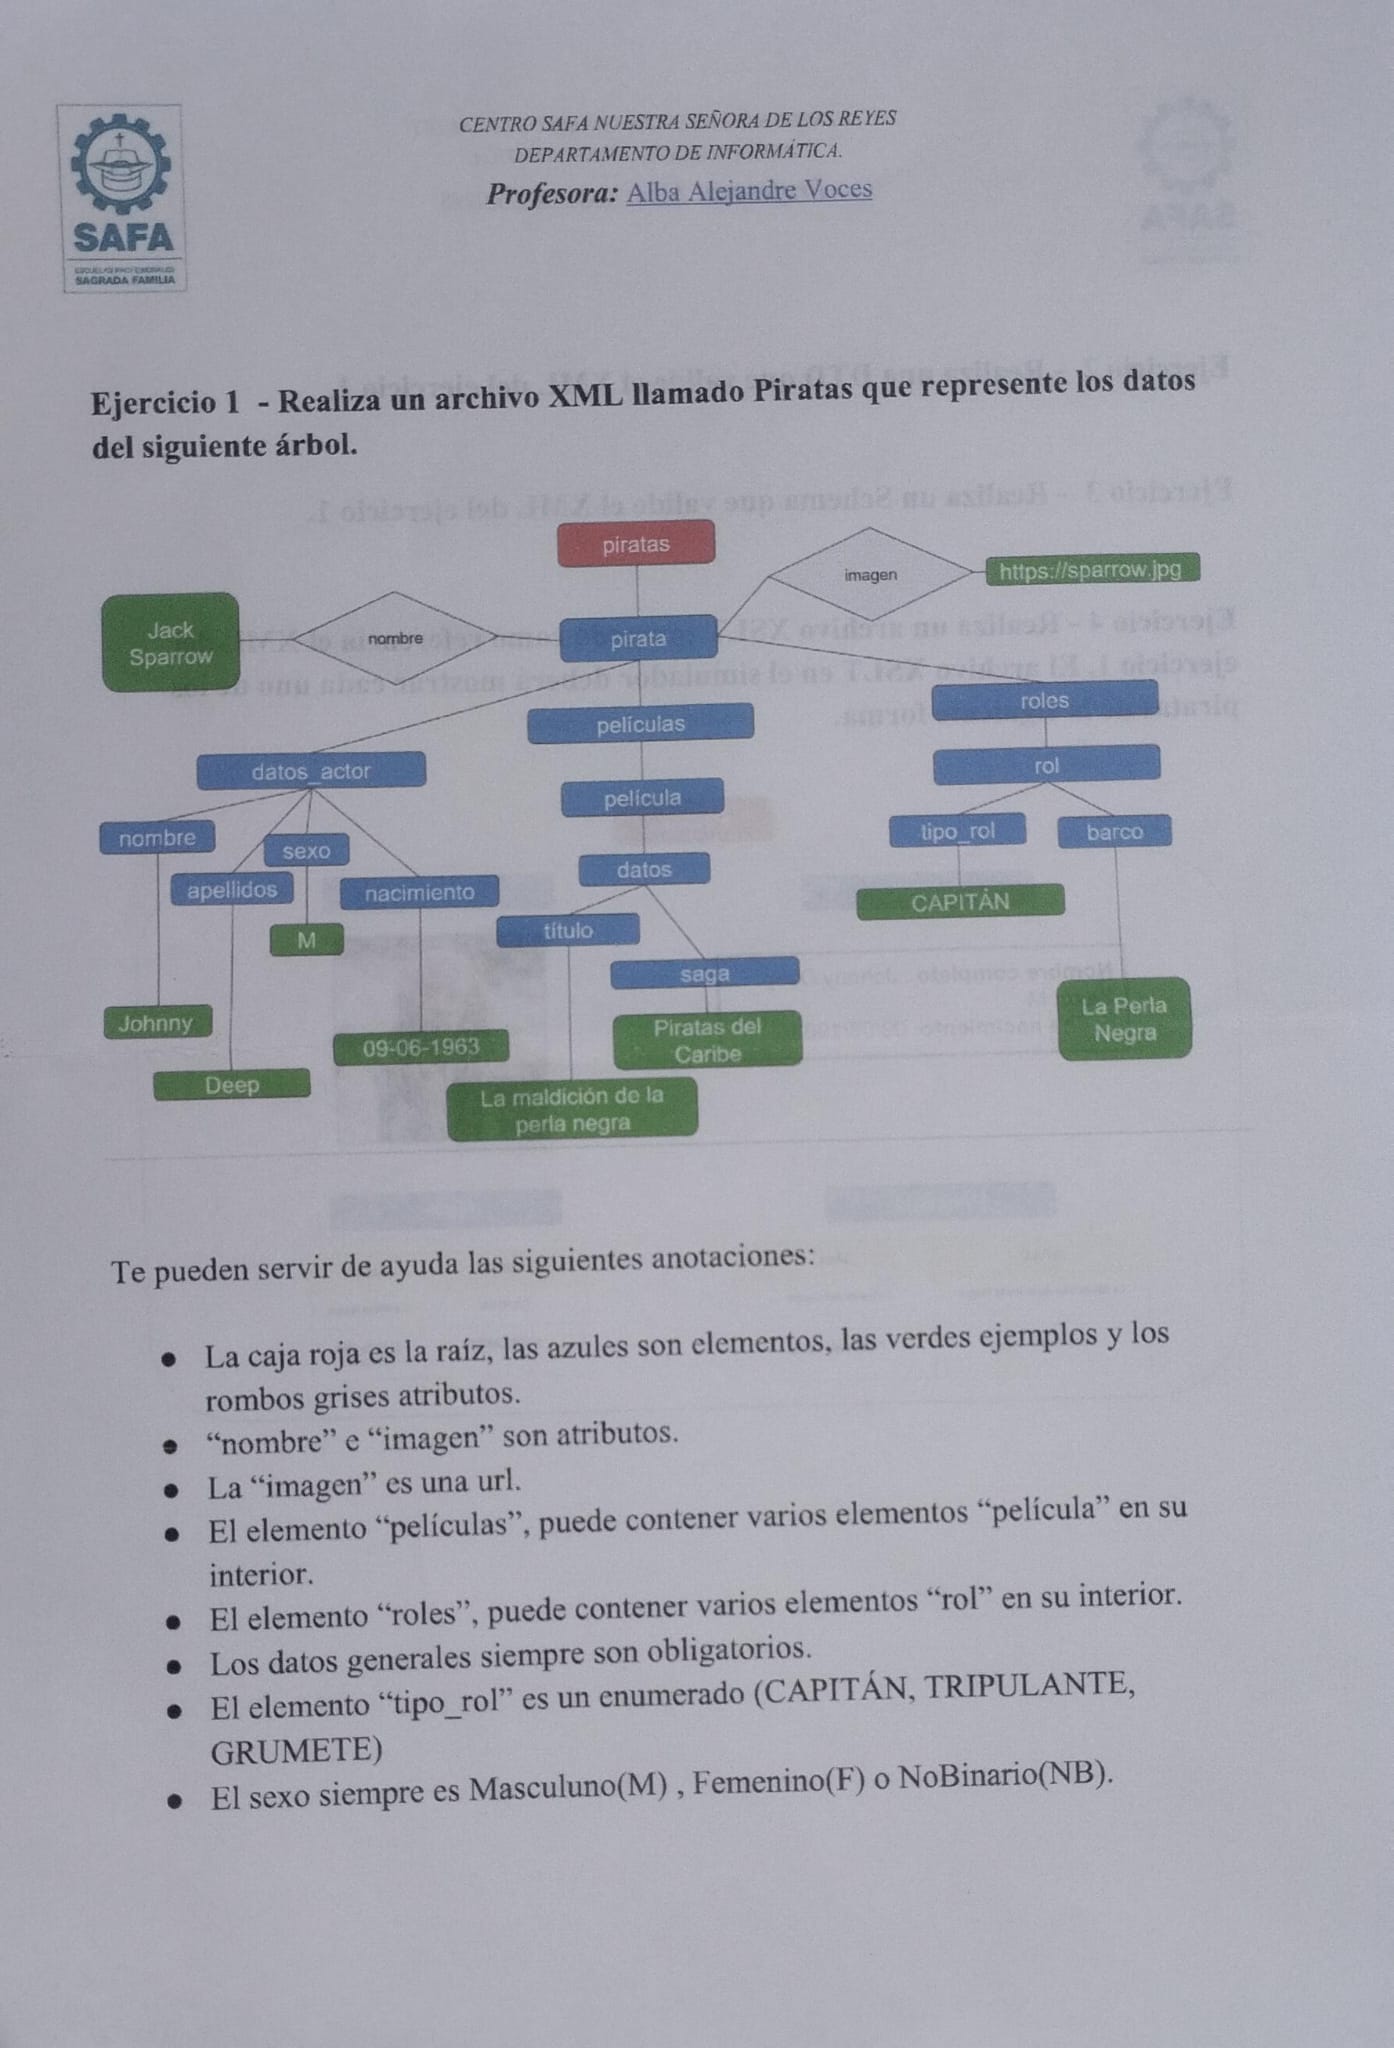 SAFA
ESCUELAS PROFESIONALES
SAGRADA FAMILIA
CENTRO SAFA NUESTRA SEÑORA DE LOS REYES
DEPARTAMENTO DE INFORMÁTICA.
Profesora: Alba Alejandre Voces
Ejercicio 1 - Realiza un archivo XML llamado Piratas que represente los datos
del siguiente árbol.
piratas
imagen
https://sparrow.jpg
Jack
Sparrow
nombre
pirata
roles
películas
datos_actor
rol
película
nombre
sexo
tipo_rol
barco
datos
apellidos
nacimiento
CAPITÁN
M
título
saga
La Perla
Negra
Johnny
Piratas del
Caribe
09-06-1963
Deep
La maldición de la
perla negra
Te pueden servir de ayuda las siguientes anotaciones:
● La caja roja es la raíz, las azules son elementos, las verdes ejemplos y los
rombos grises atributos.
● “nombre” e “imagen” son atributos.
● La “imagen” es una url.
● El elemento “películas”, puede contener varios elementos “película” en su
interior.
● El elemento “roles”, puede contener varios elementos “rol” en su interior.
● Los datos generales siempre son obligatorios.
● El elemento “tipo_rol” es un enumerado (CAPITÁN, TRIPULANTE,
GRUMETE)
● El sexo siempre es Masculuno(M) , Femenino(F) o NoBinario(NB).